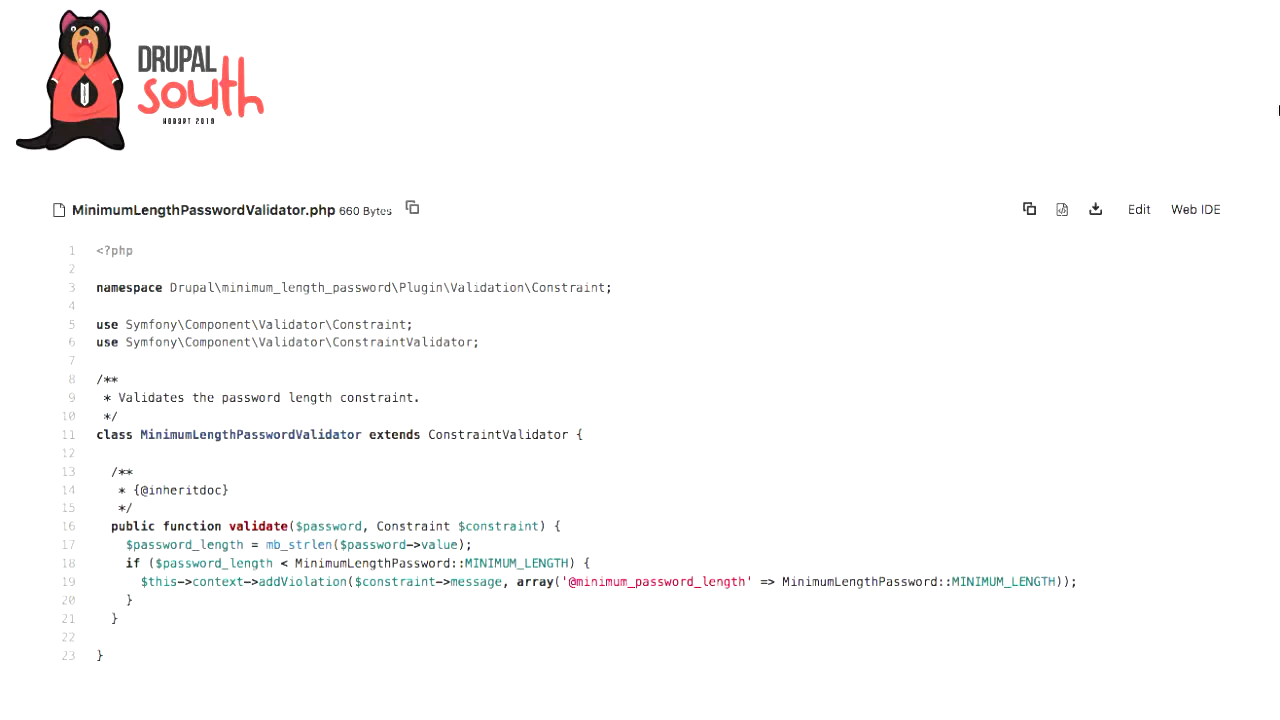 DRUPAL
south
HOBART 2019
MinimumLengthPasswordValidator.php 660 Bytes
Edit Web IDE
1 <?php
2
3 namespace Drupal\minimum_length_password\Plugin\Validation\Constraint;
4
5 use Symfony\Component\Validator\Constraint;
6 use Symfony\Component\Validator\ConstraintValidator;
7
8 /**
9  * Validates the password length constraint.
10  */
11 class MinimumLengthPasswordValidator extends ConstraintValidator {
12
13   /**
14    * {@inheritdoc}
15    */
16   public function validate($password, Constraint $constraint) {
17     $password_length = mb_strlen($password->value);
18     if ($password_length < MinimumLengthPassword::MINIMUM_LENGTH) {
19       $this->context->addViolation($constraint->message, array('@minimum_password_length' => MinimumLengthPassword::MINIMUM_LENGTH));
20     }
21   }
22
23 }